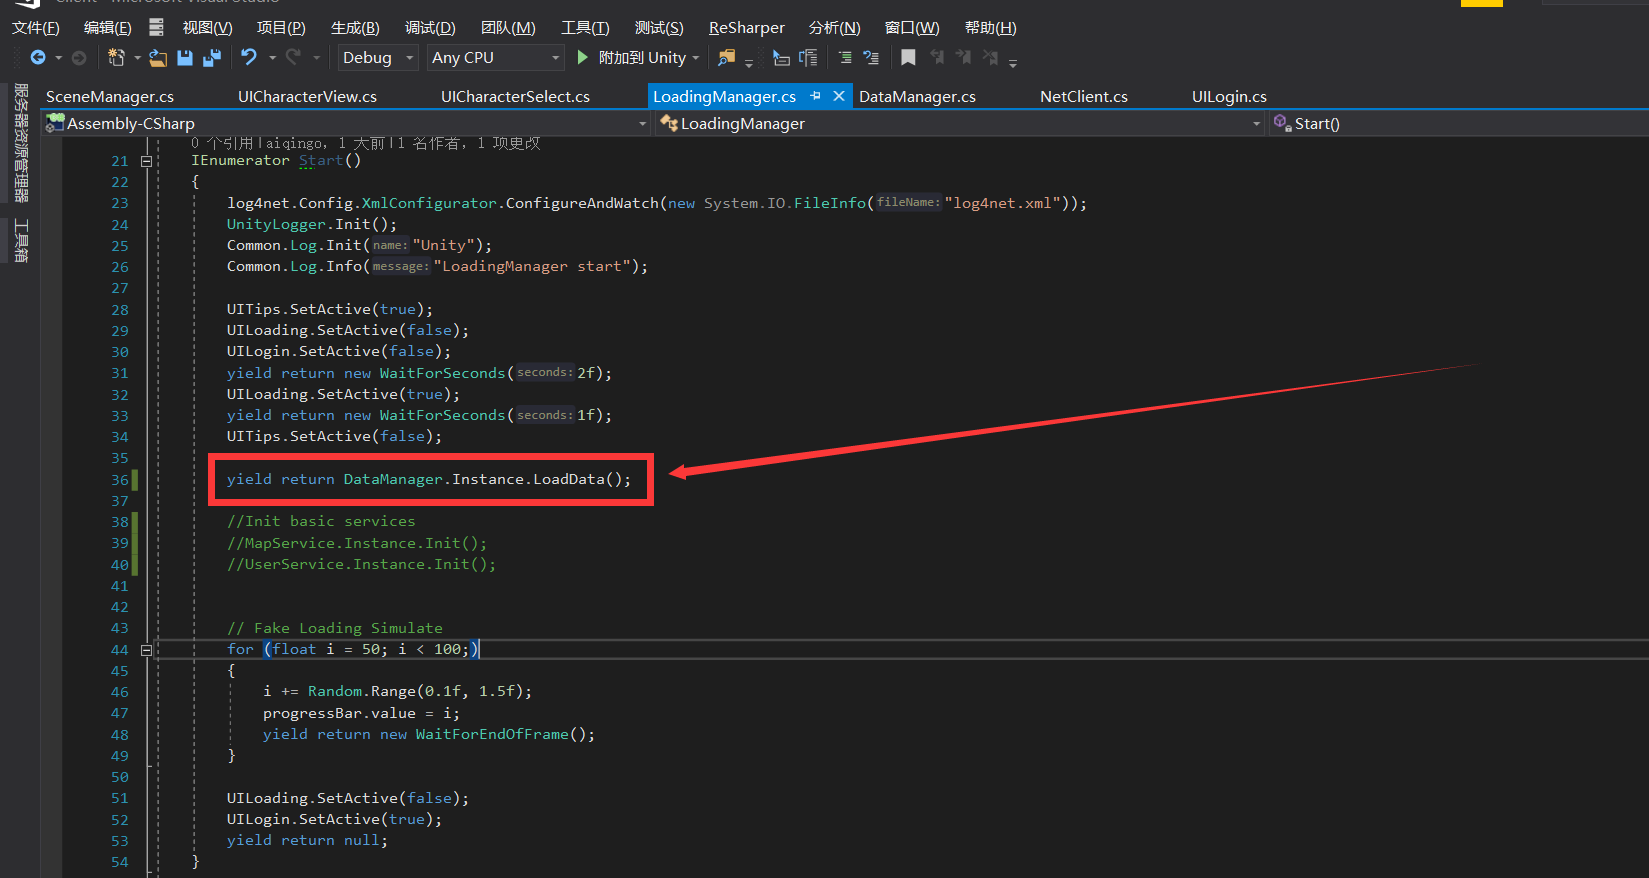 文件(F) 编辑(E) 视图(V) 项目(P) 生成(B) 调试(D) 团队(M) 工具(T) 测试(S) ReSharper 分析(N) 窗口(W) 帮助(H)
Debug Any CPU 附加到 Unity
服务器资源管理器
工具箱
SceneManager.cs UICharacterView.cs UICharacterSelect.cs LoadingManager.cs DataManager.cs NetClient.cs UILogin.cs
Assembly-CSharp LoadingManager Start()
0 个引用|aiqingo, 1 天前|1 名作者, 1 项更改
21 IEnumerator Start()
22 {
23 log4net.Config.XmlConfigurator.ConfigureAndWatch(new System.IO.FileInfo(fileName:"log4net.xml"));
24 UnityLogger.Init();
25 Common.Log.Init(name:"Unity");
26 Common.Log.Info(message:"LoadingManager start");
27
28 UITips.SetActive(true);
29 UILoading.SetActive(false);
30 UILogin.SetActive(false);
31 yield return new WaitForSeconds(seconds:2f);
32 UILoading.SetActive(true);
33 yield return new WaitForSeconds(seconds:1f);
34 UITips.SetActive(false);
35
36 yield return DataManager.Instance.LoadData();
37
38 //Init basic services
39 //MapService.Instance.Init();
40 //UserService.Instance.Init();
41
42
43 // Fake Loading Simulate
44 for (float i = 50; i < 100;)
45 {
46 i += Random.Range(0.1f, 1.5f);
47 progressBar.value = i;
48 yield return new WaitForEndOfFrame();
49 }
50
51 UILoading.SetActive(false);
52 UILogin.SetActive(true);
53 yield return null;
54 }